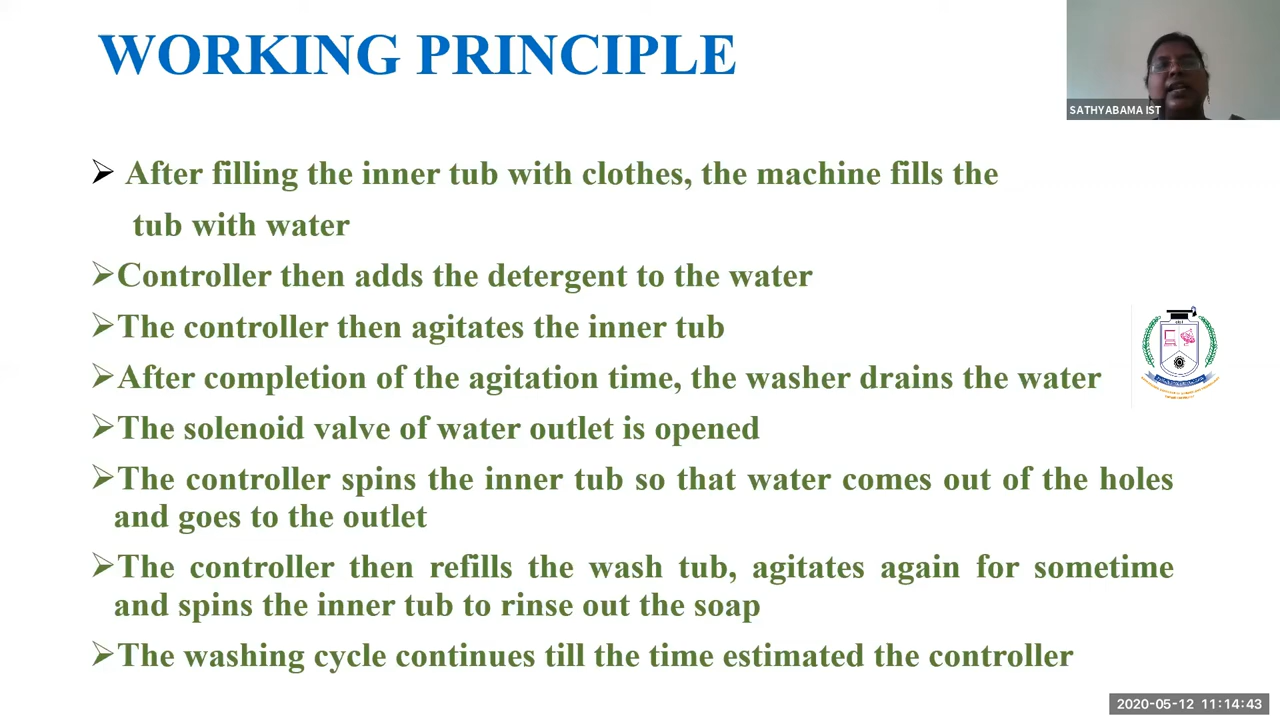 WORKING PRINCIPLE
SATHYABAMA IST
➢ After filling the inner tub with clothes, the machine fills the
tub with water
➢Controller then adds the detergent to the water
➢The controller then agitates the inner tub
➢After completion of the agitation time, the washer drains the water
➢The solenoid valve of water outlet is opened
➢The controller spins the inner tub so that water comes out of the holes
and goes to the outlet
➢The controller then refills the wash tub, agitates again for sometime
and spins the inner tub to rinse out the soap
➢The washing cycle continues till the time estimated the controller
2020-05-12 11:14:43